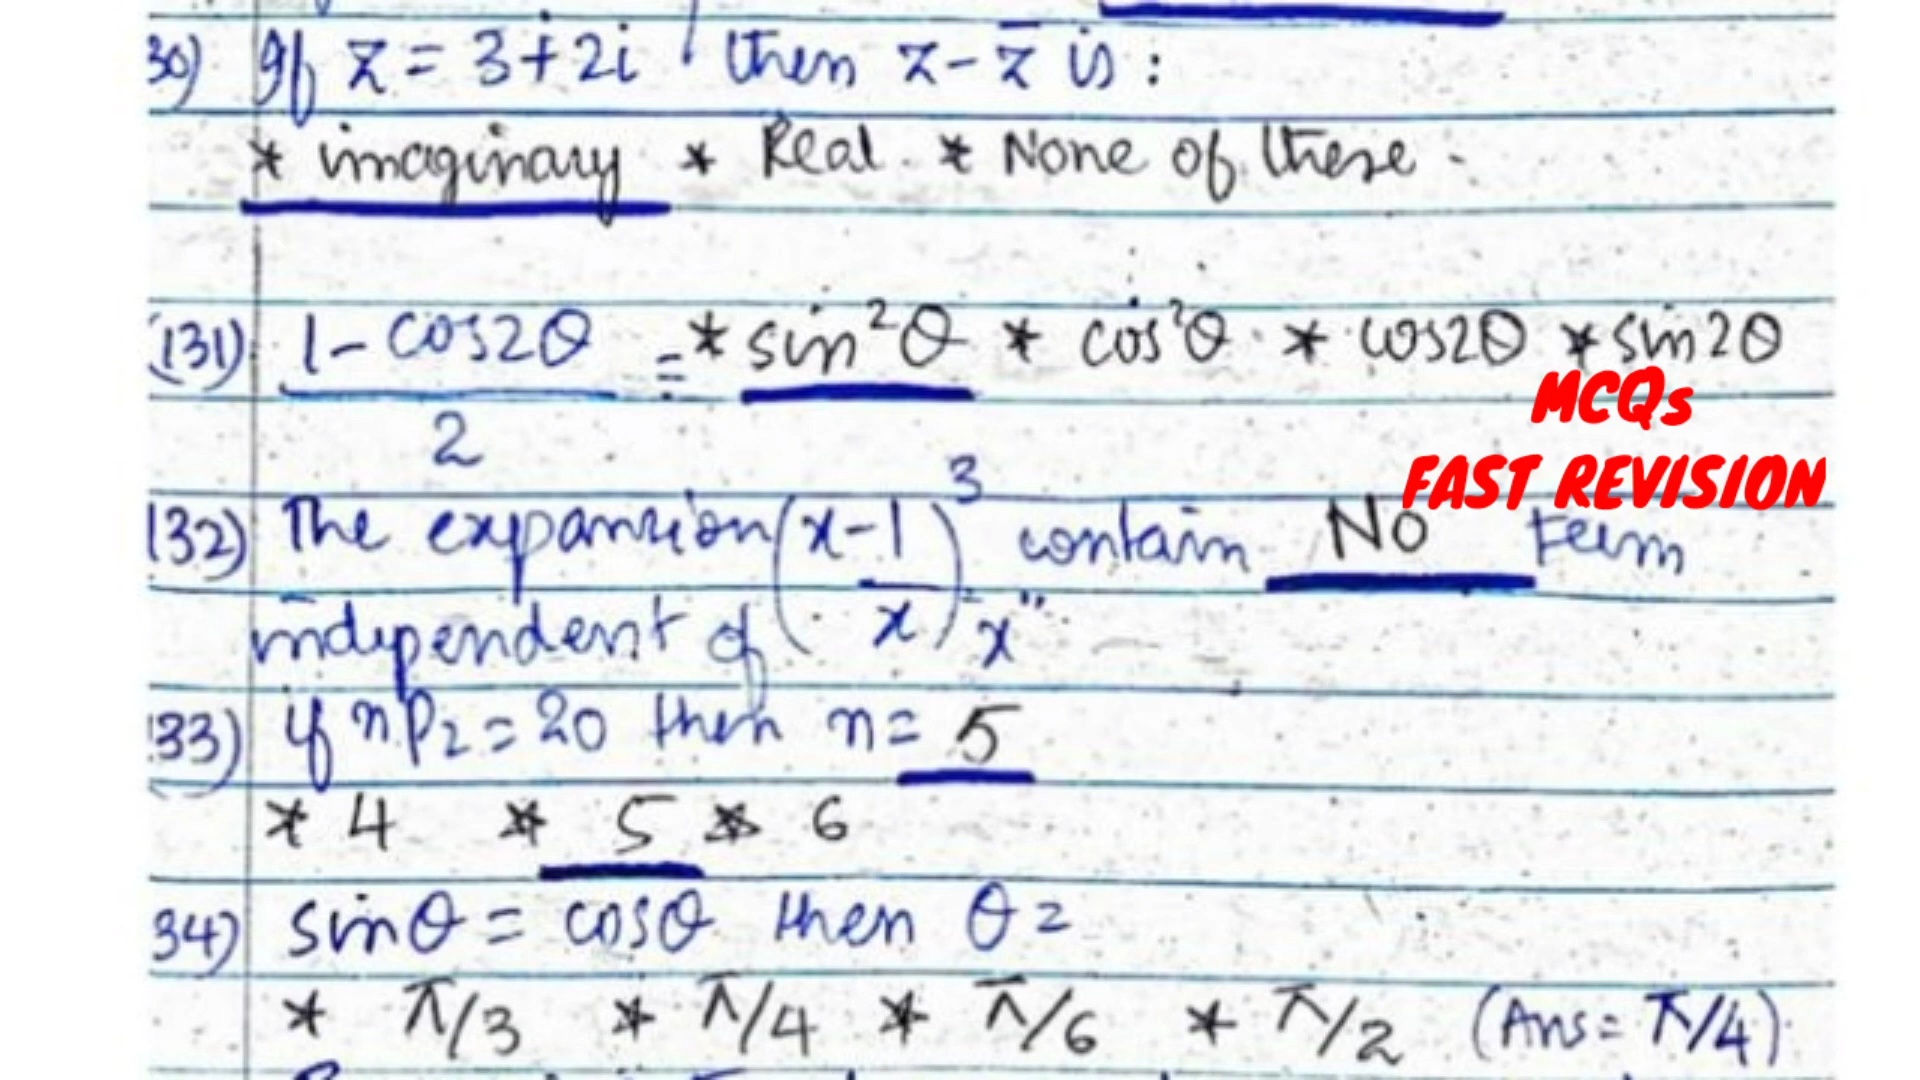 30) If z = 3+2i then z - z̄ is :
* imaginary * Real. * None of these -
(131) 1 - cos2θ / 2 = * sin²θ * cos²θ * cos2θ * sin2θ
MCQs
FAST REVISION
132) The expansion (x - 1/x)³ contain No term
independent of "x"
133) if nP₂ = 20 then n = 5
* 4 * 5 * 6
34) sinθ = cosθ then θ =
* π/3 * π/4 * π/6 * π/2 (Ans = π/4)